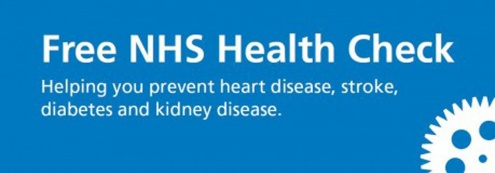 Free NHS Health Check
Helping you prevent heart disease, stroke,
diabetes and kidney disease.